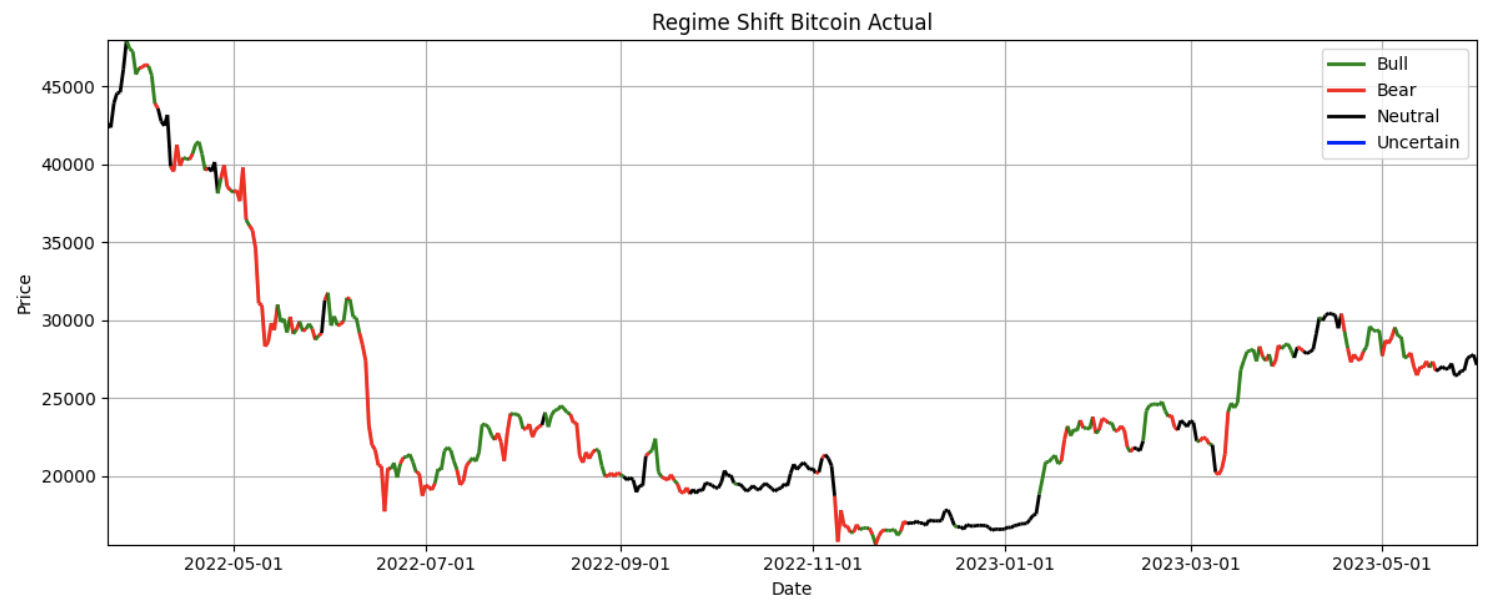 Regime Shift Bitcoin Actual
Bull
Bear
Neutral
Uncertain
45000
40000
35000
30000
25000
20000
Price
2022-05-01 2022-07-01 2022-09-01 2022-11-01 2023-01-01 2023-03-01 2023-05-01
Date